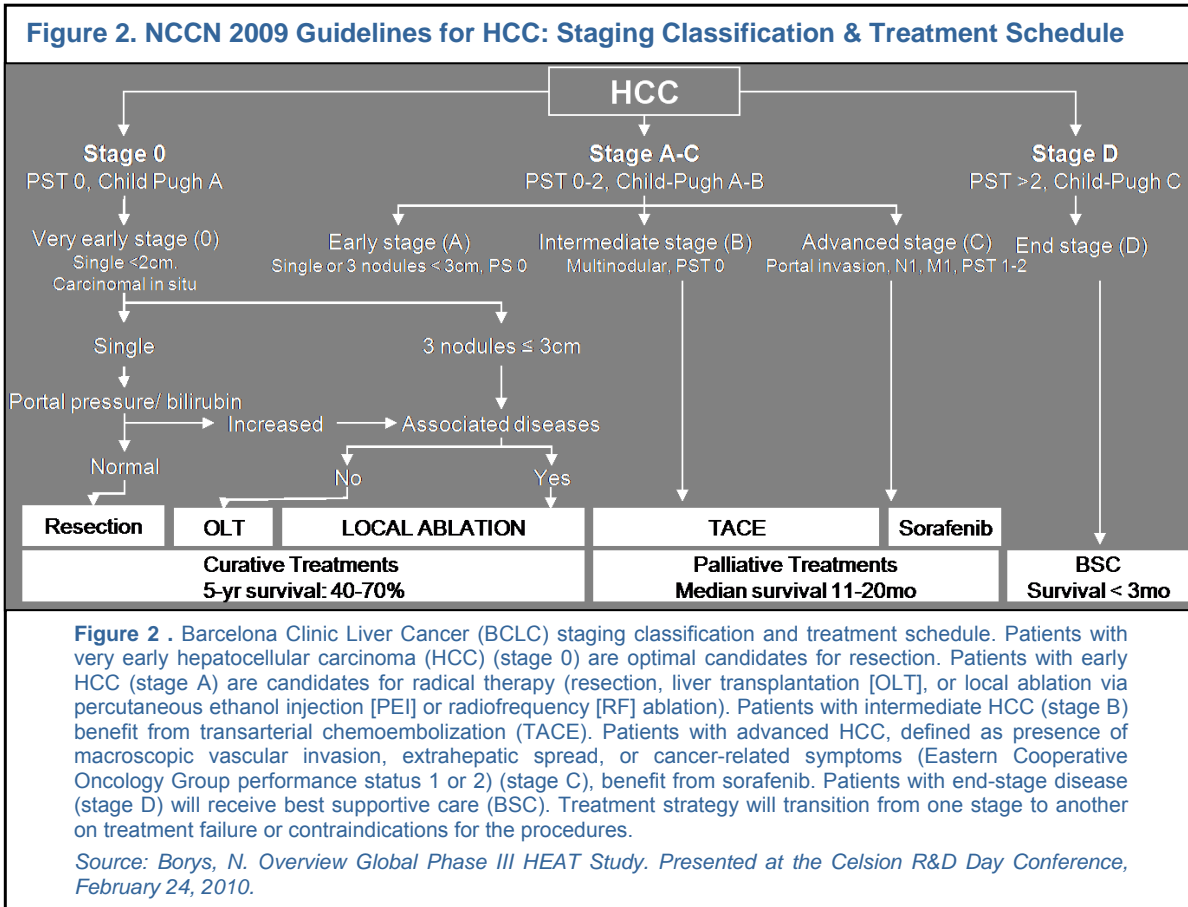 Figure 2. NCCN 2009 Guidelines for HCC: Staging Classification & Treatment Schedule
HCC
Stage 0
PST 0, Child Pugh A
Stage A-C
PST 0-2, Child-Pugh A-B
Stage D
PST >2, Child-Pugh C
Very early stage (0)
Single <2cm,
Carcinomal in situ
Early stage (A)
Single or 3 nodules < 3cm, PS 0
Intermediate stage (B)
Multinodular, PST 0
Advanced stage (C)
Portal invasion, N1, M1, PST 1-2
End stage (D)
Single
3 nodules ≤ 3cm
Portal pressure/ bilirubin
Increased
Associated diseases
Normal
No
Yes
Resection
OLT
LOCAL ABLATION
TACE
Sorafenib
Curative Treatments
5-yr survival: 40-70%
Palliative Treatments
Median survival 11-20mo
BSC
Survival < 3mo
Figure 2 . Barcelona Clinic Liver Cancer (BCLC) staging classification and treatment schedule. Patients with
very early hepatocellular carcinoma (HCC) (stage 0) are optimal candidates for resection. Patients with early
HCC (stage A) are candidates for radical therapy (resection, liver transplantation [OLT], or local ablation via
percutaneous ethanol injection [PEI] or radiofrequency [RF] ablation). Patients with intermediate HCC (stage B)
benefit from transarterial chemoembolization (TACE). Patients with advanced HCC, defined as presence of
macroscopic vascular invasion, extrahepatic spread, or cancer-related symptoms (Eastern Cooperative
Oncology Group performance status 1 or 2) (stage C), benefit from sorafenib. Patients with end-stage disease
(stage D) will receive best supportive care (BSC). Treatment strategy will transition from one stage to another
on treatment failure or contraindications for the procedures.
Source: Borys, N. Overview Global Phase III HEAT Study. Presented at the Celsion R&D Day Conference,
February 24, 2010.